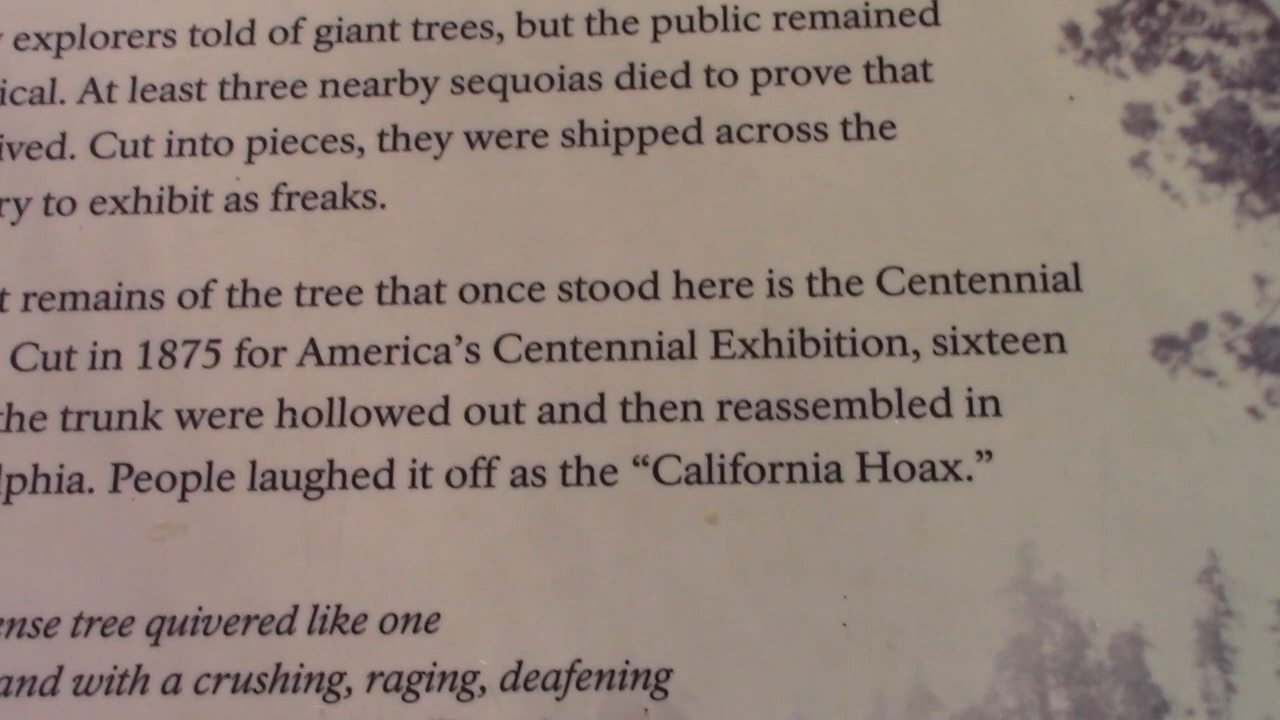 explorers told of giant trees, but the public remained
ical. At least three nearby sequoias died to prove that
ived. Cut into pieces, they were shipped across the
ry to exhibit as freaks.
t remains of the tree that once stood here is the Centennial
Cut in 1875 for America's Centennial Exhibition, sixteen
the trunk were hollowed out and then reassembled in
lphia. People laughed it off as the “California Hoax.”
ense tree quivered like one
and with a crushing, raging, deafening